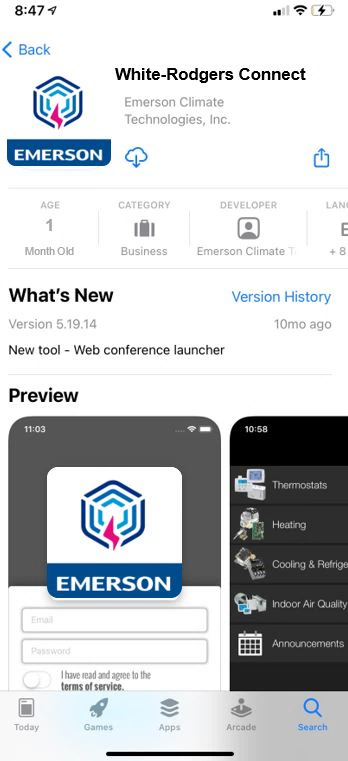 8:47
Back
White-Rodgers Connect
Emerson Climate
Technologies, Inc.
EMERSON
AGE
1
Month Old
CATEGORY
Business
DEVELOPER
Emerson Climate T
LAN
E
+ 8
What's New
Version History
Version 5.19.14
10mo ago
New tool - Web conference launcher
Preview
11:03
EMERSON
Email
Password
I have read and agree to the
terms of service.
10:58
Thermostats
Heating
Cooling & Refrige
Indoor Air Quality
Announcements
Today
Games
Apps
Arcade
Search